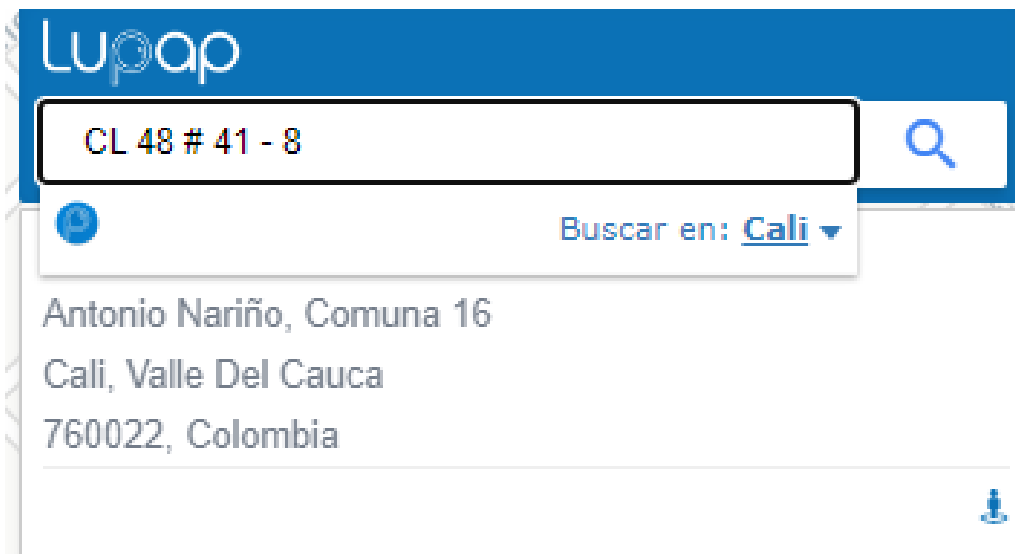 Lupap
CL 48 # 41 - 8
Buscar en: Cali
Antonio Nariño, Comuna 16
Cali, Valle Del Cauca
760022, Colombia